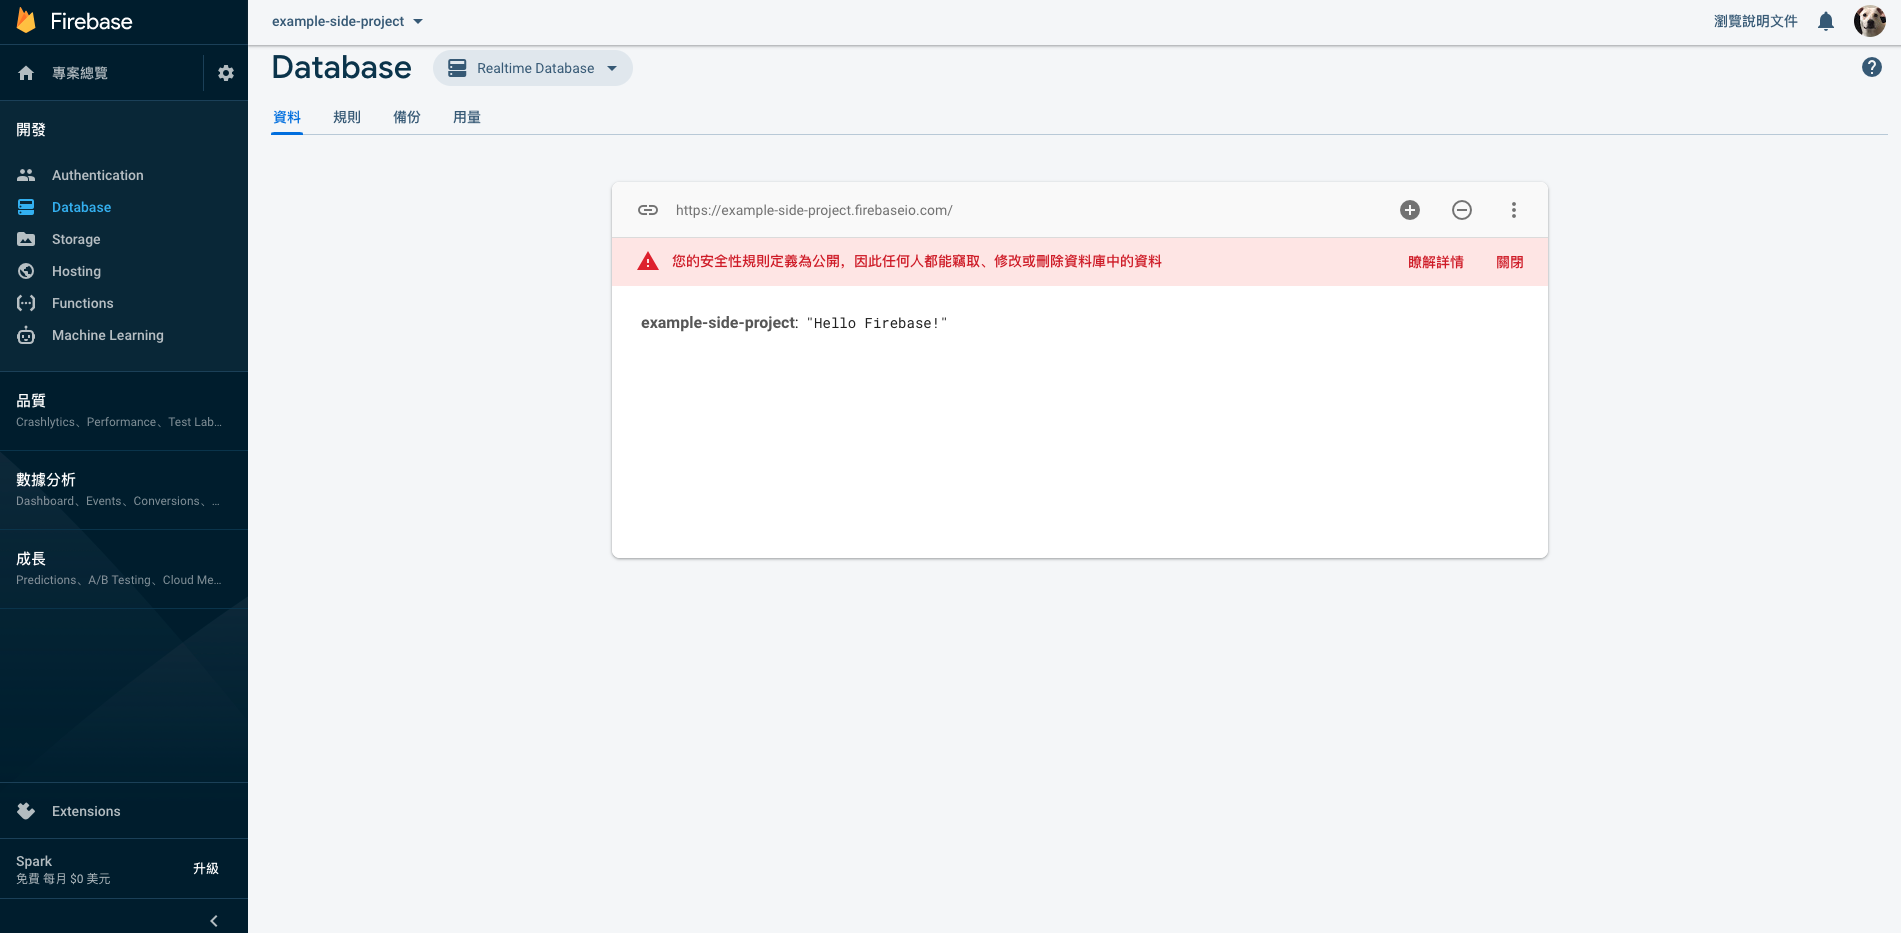 Firebase
example-side-project
瀏覽說明文件
專案總覽
Database
Realtime Database
資料 規則 備份 用量
開發
Authentication
Database
Storage
Hosting
Functions
Machine Learning
品質
Crashlytics、Performance、Test Lab...
數據分析
Dashboard、Events、Conversions、...
成長
Predictions、A/B Testing、Cloud Me...
Extensions
Spark
免費 每月 $0 美元
升級
https://example-side-project.firebaseio.com/
您的安全性規則定義為公開，因此任何人都能竊取、修改或刪除資料庫中的資料
瞭解詳情 關閉
example-side-project: "Hello Firebase!"